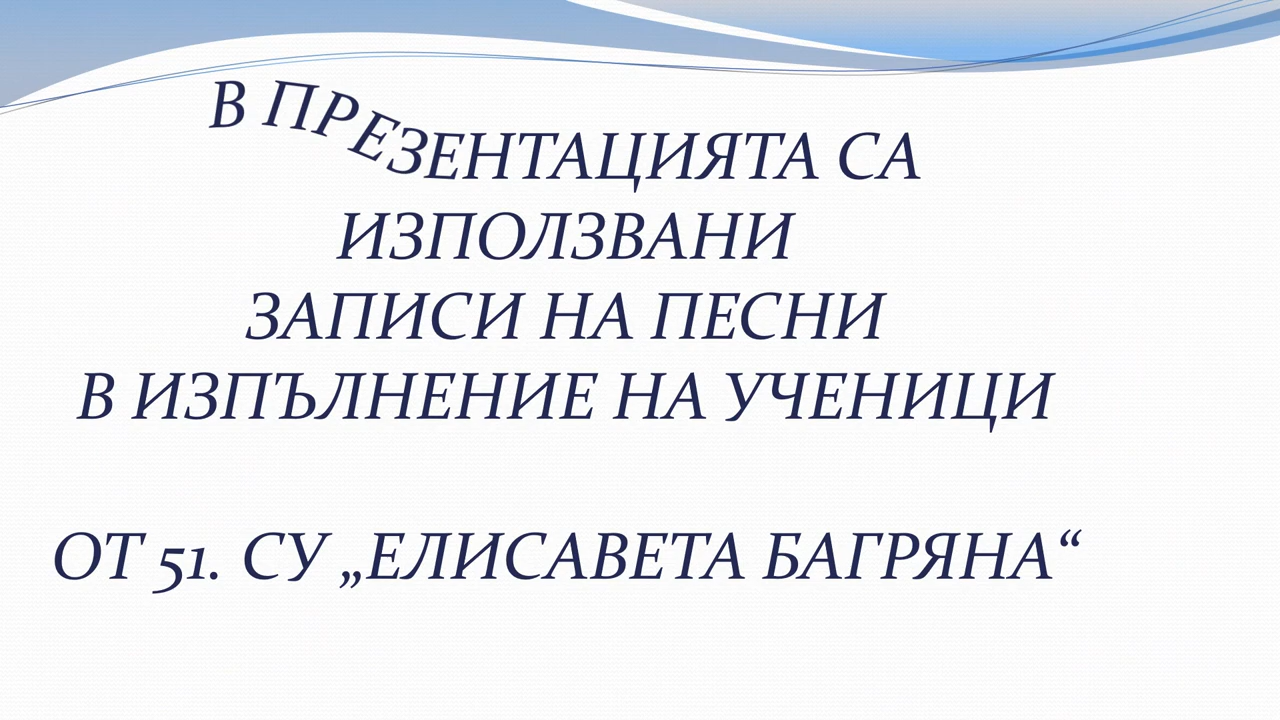 В ПРЕЗЕНТАЦИЯТА СА
ИЗПОЛЗВАНИ
ЗАПИСИ НА ПЕСНИ
В ИЗПЪЛНЕНИЕ НА УЧЕНИЦИ
ОТ 51. СУ „ЕЛИСАВЕТА БАГРЯНА“